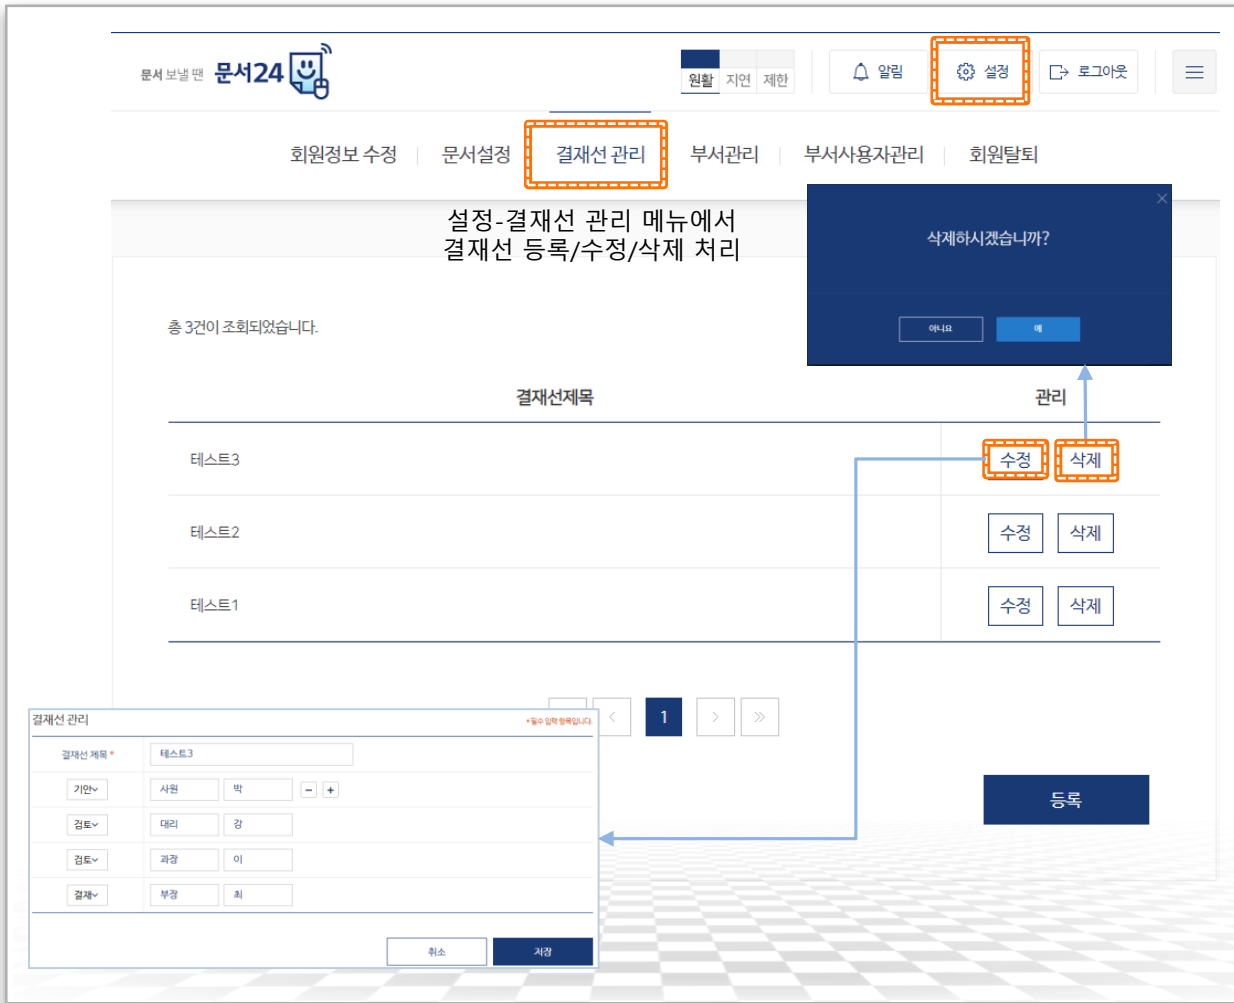 문서 보낼 땐 문서24
원활 지연 제한
알림
설정
로그아웃
회원정보 수정
문서설정
결재선 관리
부서관리
부서사용자관리
회원탈퇴
설정-결재선 관리 메뉴에서
결재선 등록/수정/삭제 처리
삭제하시겠습니까?
아니요
예
총 3건이 조회되었습니다.
결재선제목 관리
테스트3 수정 삭제
테스트2 수정 삭제
테스트1 수정 삭제
1
등록
결재선 관리 *필수 입력 항목입니다.
결재선 제목 * 테스트3
기안 사원 박 - +
검토 대리 강
검토 과장 이
결재 부장 최
취소 저장